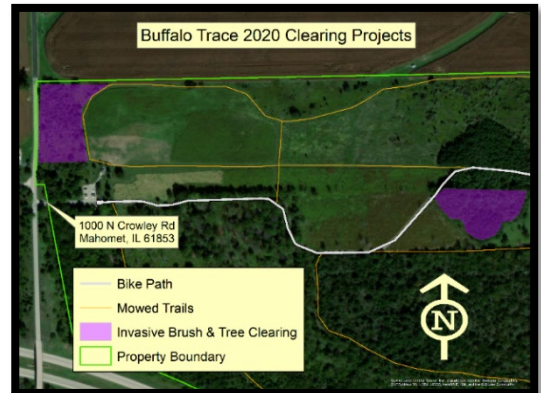 Buffalo Trace 2020 Clearing Projects
1000 N Crowley Rd
Mahomet, IL 61853
Bike Path
Mowed Trails
Invasive Brush & Tree Clearing
Property Boundary
N